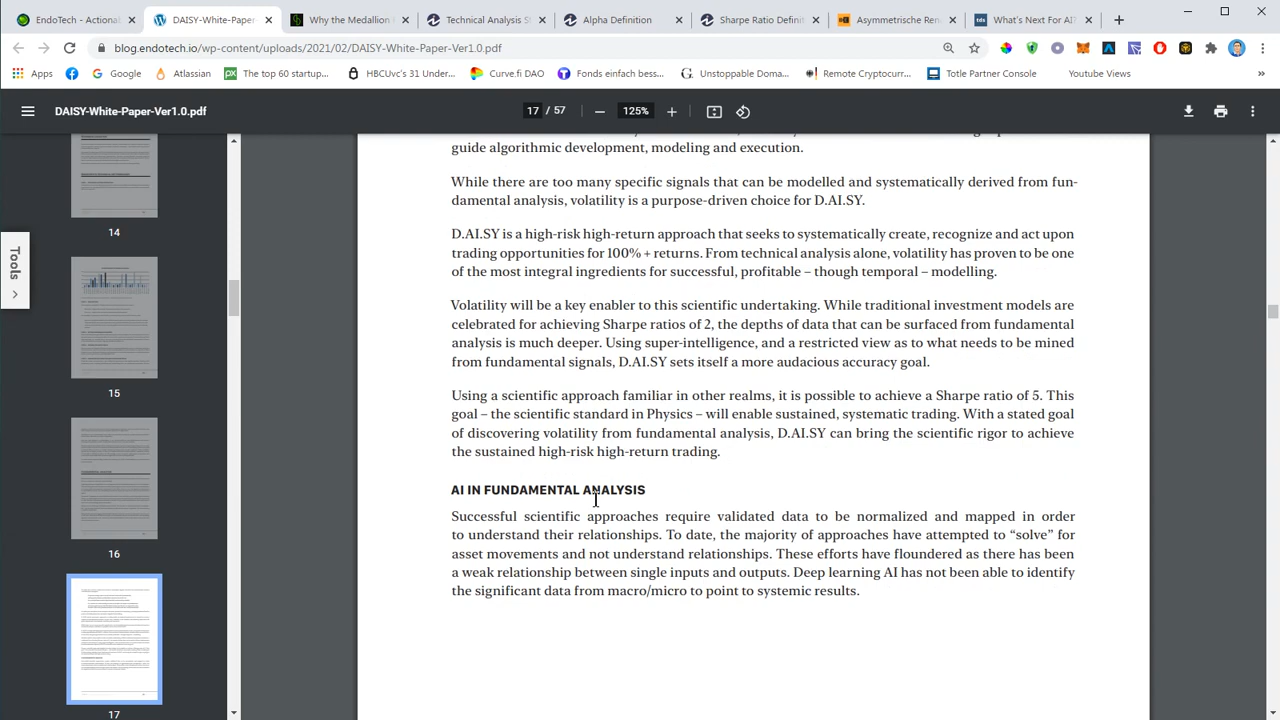 EndoTech - Actional
DAISY-White-Paper-
Why the Medallion F
Technical Analysis St
Alpha Definition
Sharpe Ratio Definit
Asymmetrische Ren
What's Next For AI?
blog.endotech.io/wp-content/uploads/2021/02/DAISY-White-Paper-Ver1.0.pdf
Apps
Google
Atlassian
The top 60 startup...
HBCUvc's 31 Under...
Curve.fi DAO
Fonds einfach bess...
Unstoppable Doma...
Remote Cryptocurr...
Totle Partner Console
Youtube Views
DAISY-White-Paper-Ver1.0.pdf
17 / 57
125%
Tools
14
15
16
17
guide algorithmic development, modeling and execution.
While there are too many specific signals that can be modelled and systematically derived from fun-
damental analysis, volatility is a purpose-driven choice for D.AI.SY.
D.AI.SY is a high-risk high-return approach that seeks to systematically create, recognize and act upon
trading opportunities for 100% + returns. From technical analysis alone, volatility has proven to be one
of the most integral ingredients for successful, profitable – though temporal – modelling.
Volatility will be a key enabler to this scientific undertaking. While traditional investment models are
celebrated for achieving Sharpe ratios of 2, the depths of data that can be surfaced from fundamental
analysis is much deeper. Using super-intelligence, and a restricted view as to what needs to be mined
from fundamental signals, D.AI.SY sets itself a more audacious accuracy goal.
Using a scientific approach familiar in other realms, it is possible to achieve a Sharpe ratio of 5. This
goal – the scientific standard in Physics – will enable sustained, systematic trading. With a stated goal
of discovering volatility from fundamental analysis, D.AI.SY can bring the scientific rigor to achieve
the sustained high-risk high-return trading.
AI IN FUNDAMENTAL ANALYSIS
Successful scientific approaches require validated data to be normalized and mapped in order
to understand their relationships. To date, the majority of approaches have attempted to “solve” for
asset movements and not understand relationships. These efforts have floundered as there has been
a weak relationship between single inputs and outputs. Deep learning AI has not been able to identify
the significant data from macro/micro to point to systemic results.